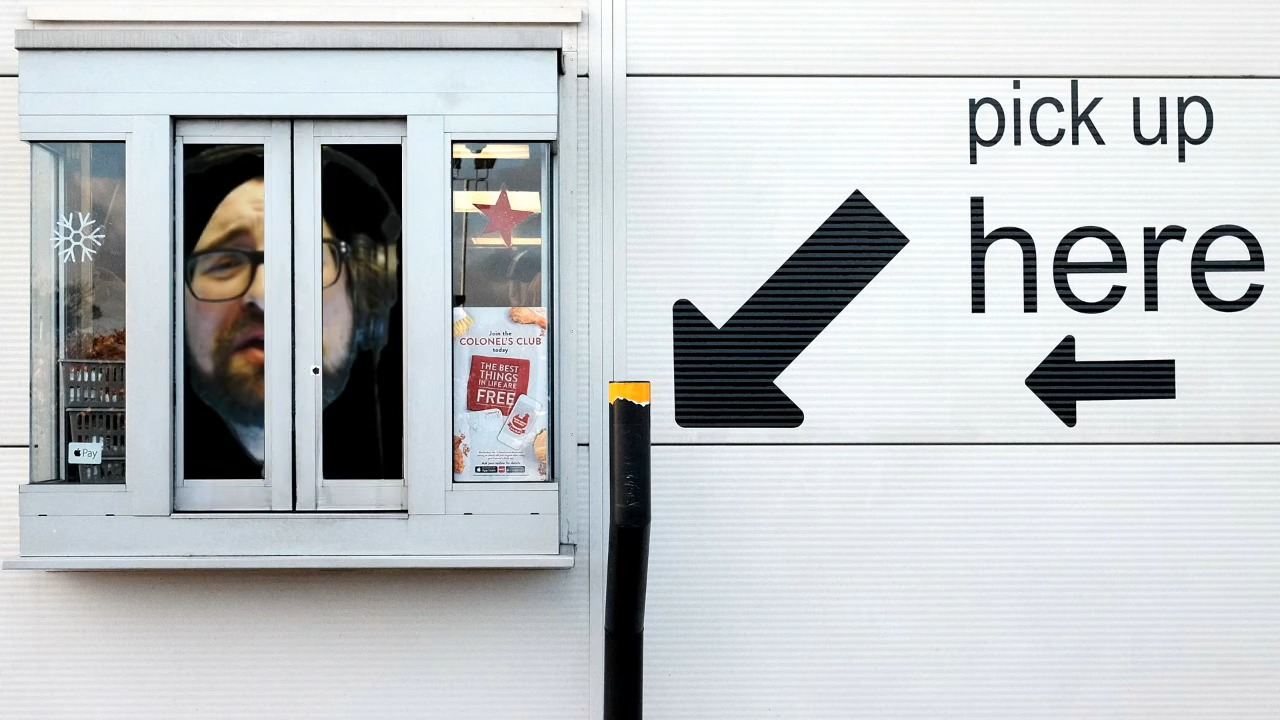 pick up
here
Join the
COLONEL'S CLUB
today
THE BEST
THINGS
IN LIFE ARE
FREE
Pay